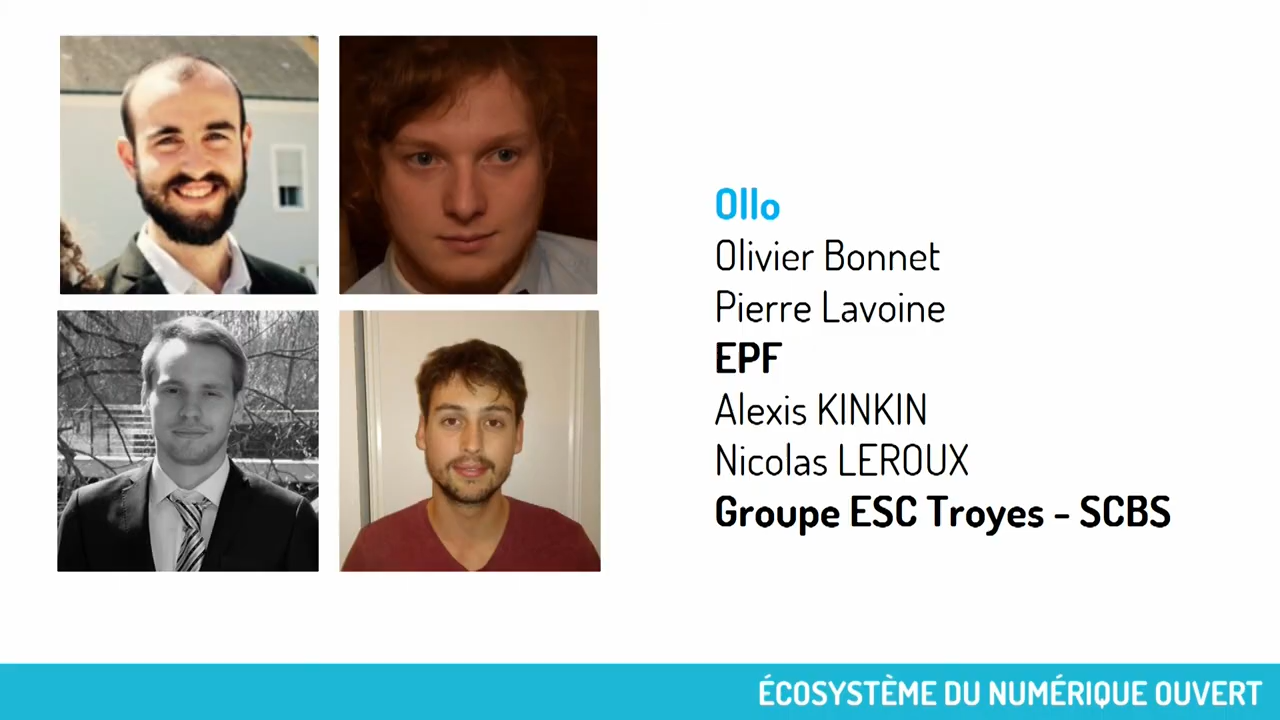 Ollo
Olivier Bonnet
Pierre Lavoine
EPF
Alexis KINKIN
Nicolas LEROUX
Groupe ESC Troyes - SCBS
ÉCOSYSTÈME DU NUMÉRIQUE OUVERT